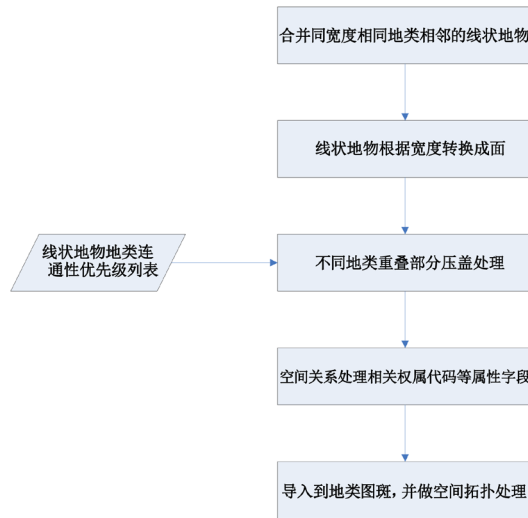 合并同宽度相同地类相邻的线状地物
线状地物根据宽度转换成面
线状地物地类连
通性优先级列表
不同地类重叠部分压盖处理
空间关系处理相关权属代码等属性字段
导入到地类图斑,并做空间拓扑处理